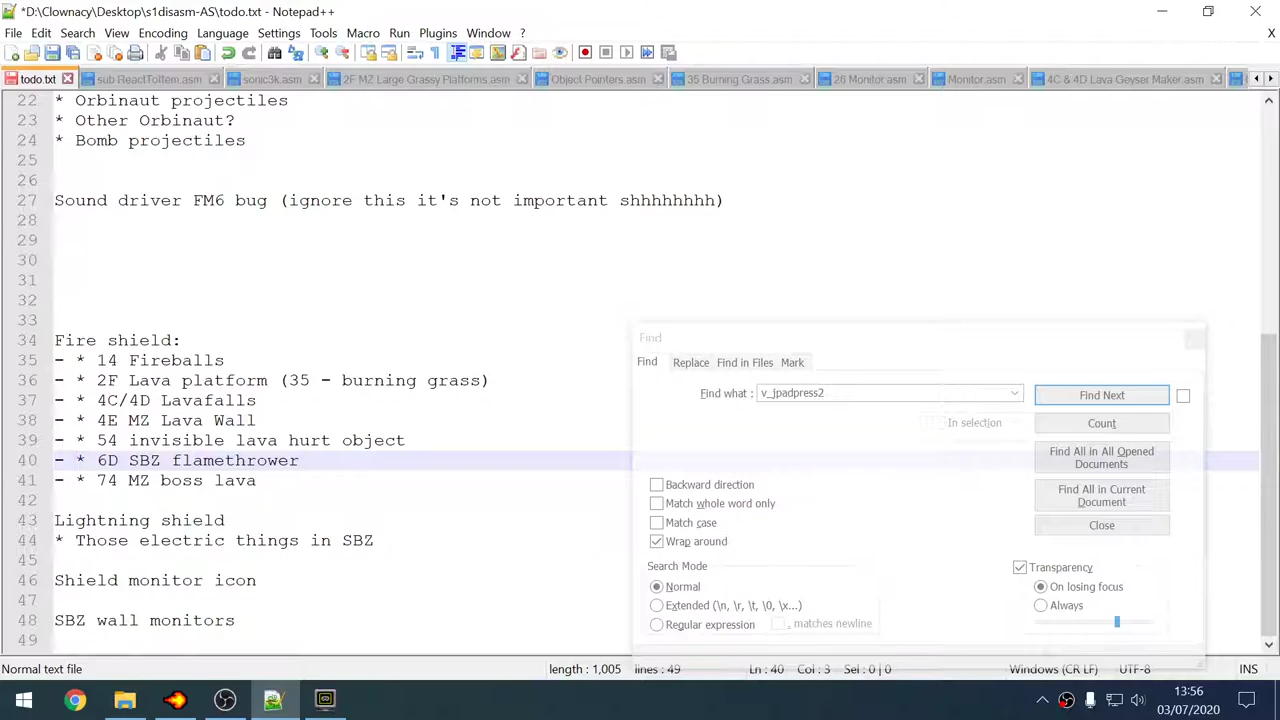 *D:\Clownacy\Desktop\s1disasm-AS\todo.txt - Notepad++
File Edit Search View Encoding Language Settings Tools Macro Run Plugins Window ?
X
todo.txt sub ReactToItem.asm sonic3k.asm 2F MZ Large Grassy Platforms.asm Object Pointers.asm 35 Burning Grass.asm 26 Monitor.asm Monitor.asm 4C & 4D Lava Geyser Maker.asm
22 * Orbinaut projectiles
23 * Other Orbinaut?
24 * Bomb projectiles
25
26
27 Sound driver FM6 bug (ignore this it's not important shhhhhhhh)
28
29
30
31
32
33
34 Fire shield:
35 - * 14 Fireballs
36 - * 2F Lava platform (35 - burning grass)
37 - * 4C/4D Lavafalls
38 - * 4E MZ Lava Wall
39 - * 54 invisible lava hurt object
40 - * 6D SBZ flamethrower
41 - * 74 MZ boss lava
42
43 Lightning shield
44 * Those electric things in SBZ
45
46 Shield monitor icon
47
48 SBZ wall monitors
49
Find
Find Replace Find in Files Mark
Find what : v_jpadpress2
Find Next
In selection
Count
Find All in All Opened Documents
Find All in Current Document
Close
Backward direction
Match whole word only
Match case
Wrap around
Search Mode
Normal
Extended (\n, \r, \t, \0, \x...)
Regular expression
. matches newline
Transparency
On losing focus
Always
Normal text file length : 1,005 lines : 49 Ln : 40 Col : 3 Sel : 0 | 0 Windows (CR LF) UTF-8 INS
13:56
03/07/2020